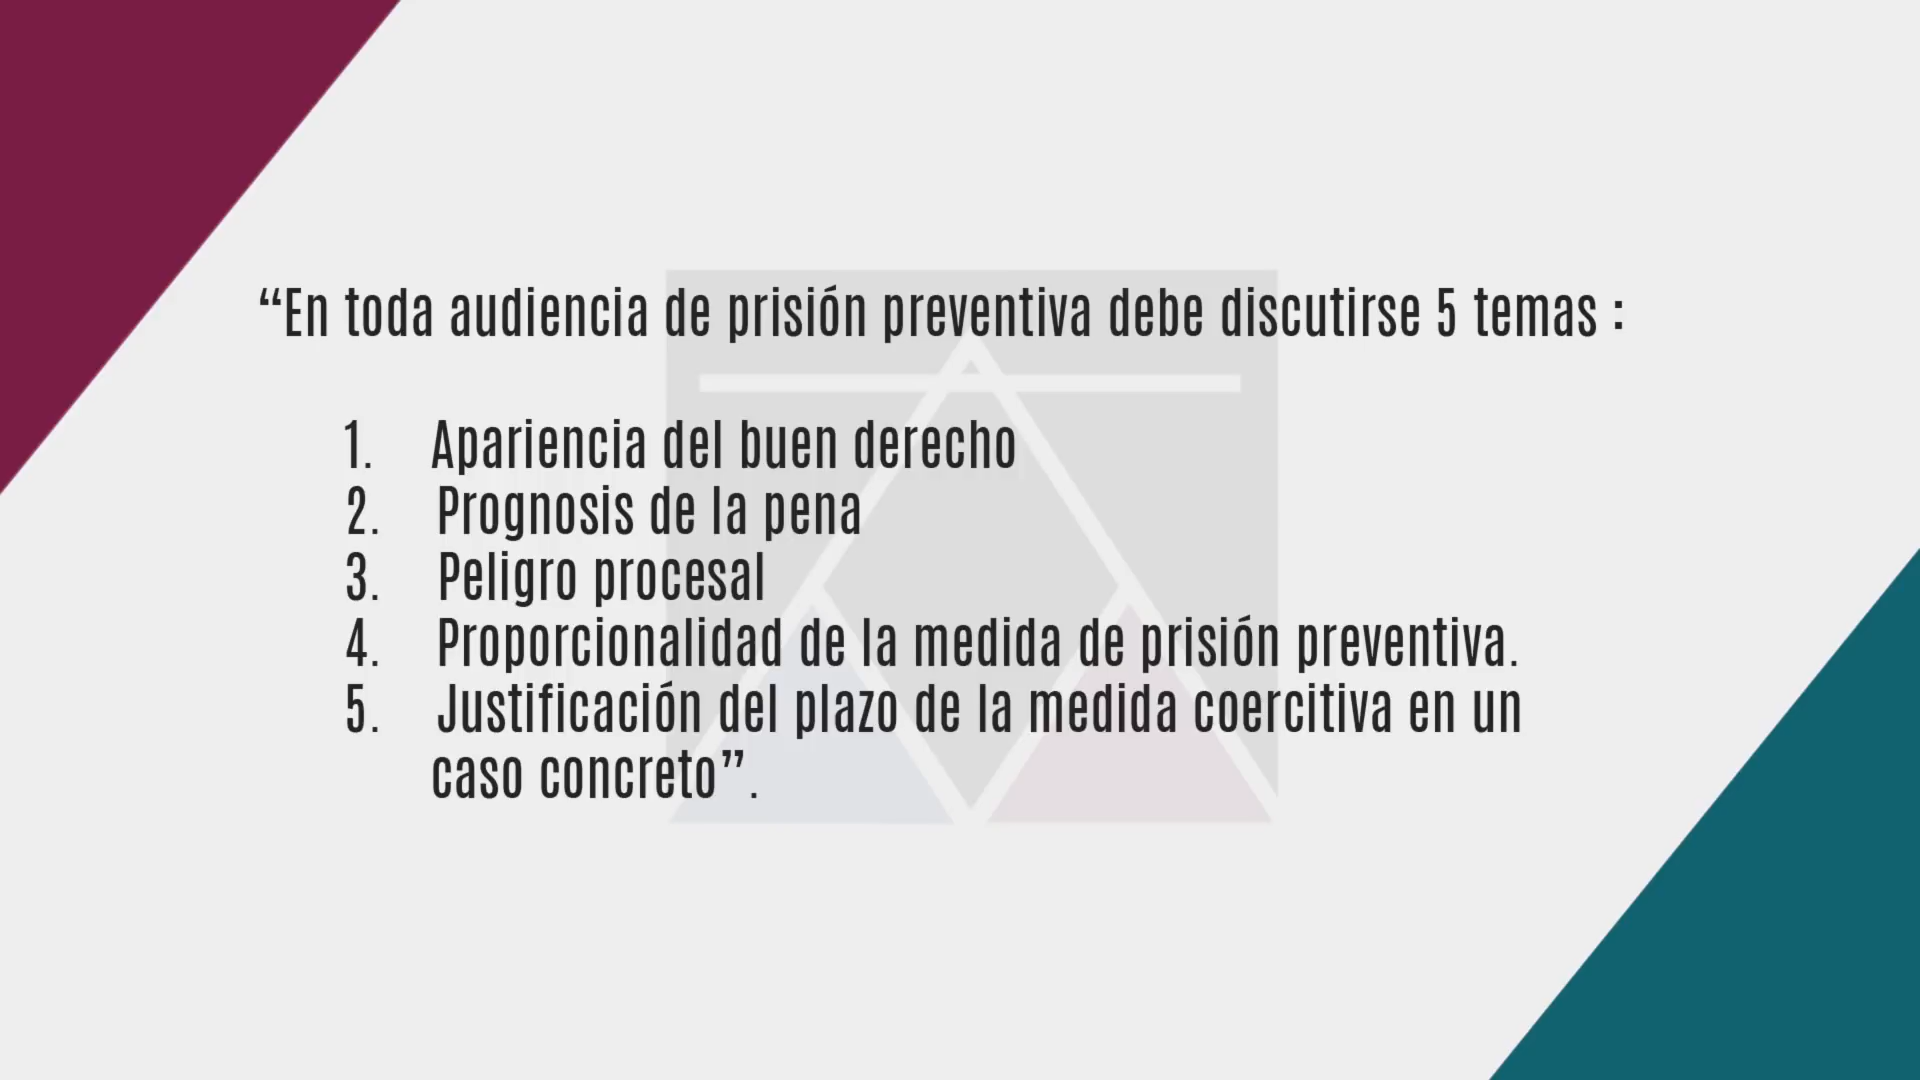 “En toda audiencia de prisión preventiva debe discutirse 5 temas :
1. Apariencia del buen derecho
2. Prognosis de la pena
3. Peligro procesal
4. Proporcionalidad de la medida de prisión preventiva.
5. Justificación del plazo de la medida coercitiva en un
caso concreto”.